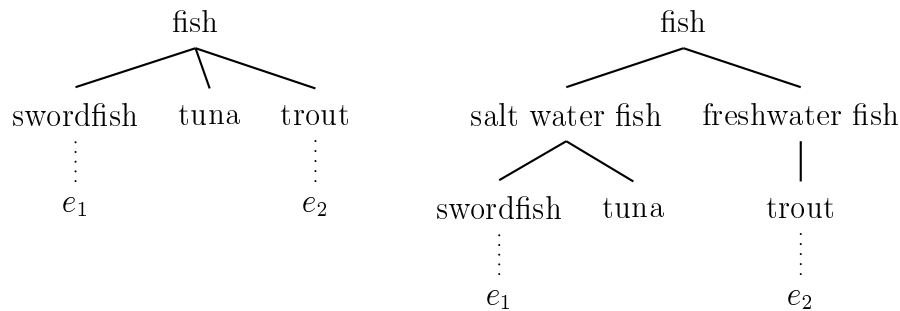 fish
swordfish tuna trout
e1 e2
fish
salt water fish freshwater fish
swordfish tuna trout
e1 e2